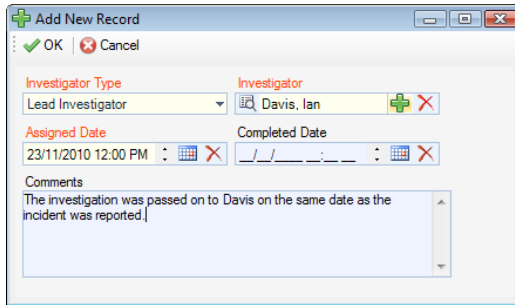 Add New Record
OK Cancel
Investigator Type Investigator
Lead Investigator Davis, Ian
Assigned Date Completed Date
23/11/2010 12:00 PM __/__/____ __:__ __
Comments
The investigation was passed on to Davis on the same date as the
incident was reported.